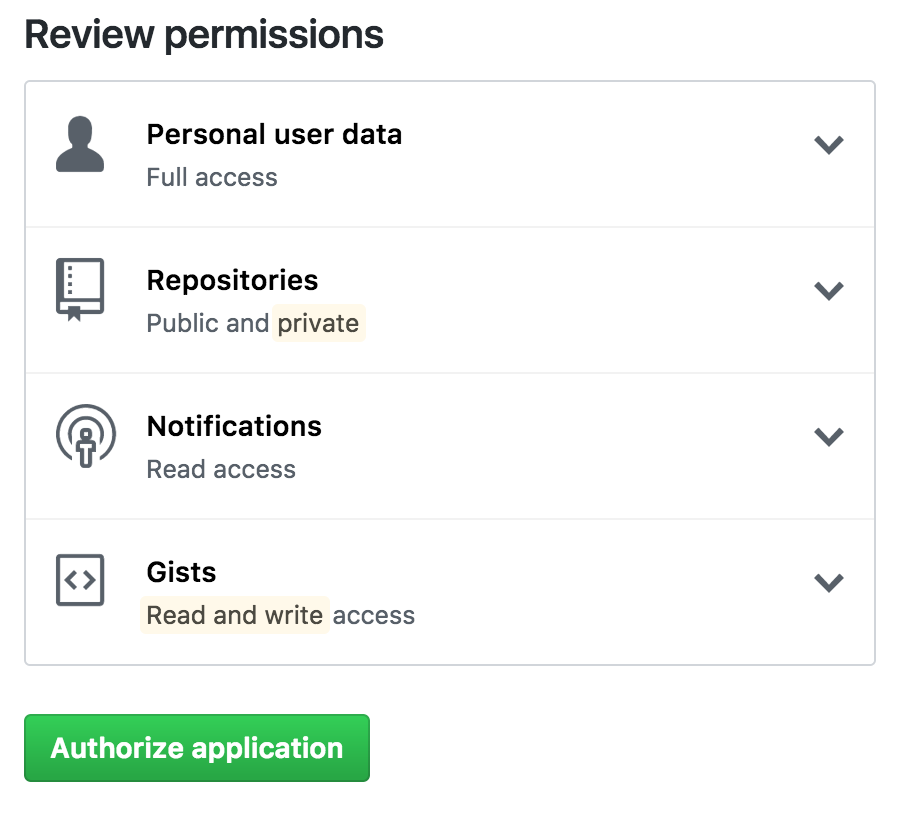 Review permissions
Personal user data
Full access
Repositories
Public and private
Notifications
Read access
Gists
Read and write access
Authorize application